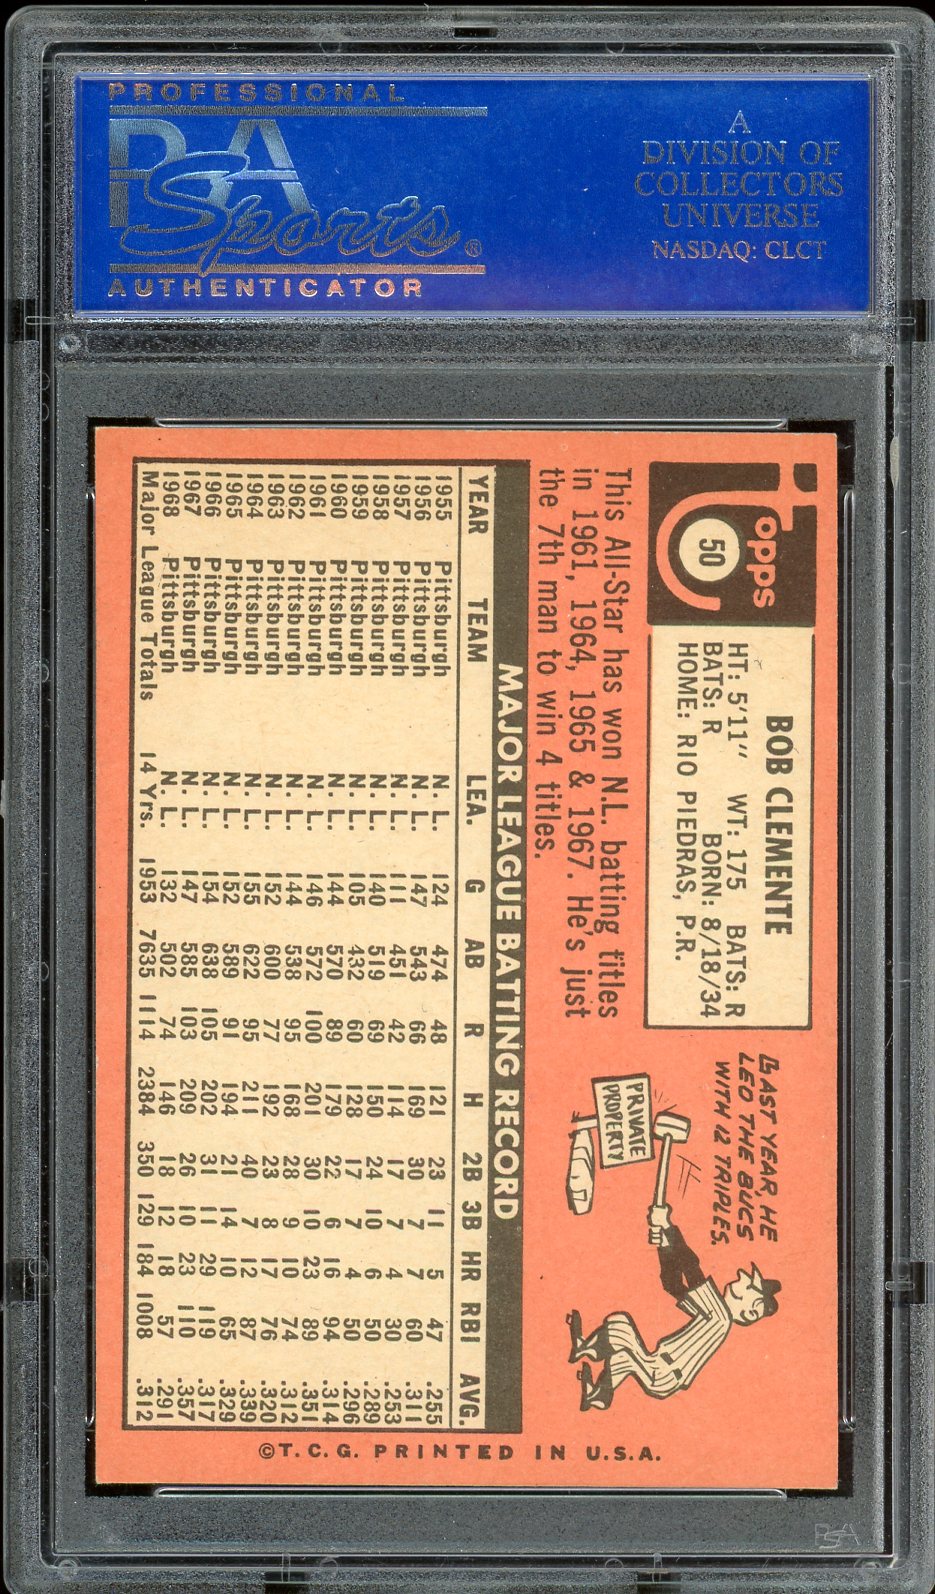 PROFESSIONAL
PSA
Sports®
AUTHENTICATOR
A
DIVISION OF
COLLECTORS
UNIVERSE
NASDAQ: CLCT
Topps
50
BOB CLEMENTE
HT: 5'11" WT: 175 BATS: R
BATS: R BORN: 8/18/34
HOME: RIO PIEDRAS, P.R.
LAST YEAR, HE
LED THE BUCS
WITH 12 TRIPLES.
PRIVATE
PROPERTY
This All-Star has won N.L. batting titles
in 1961, 1964, 1965 & 1967. He's just
the 7th man to win 4 titles.
MAJOR LEAGUE BATTING RECORD
YEAR TEAM LEA. G AB R H 2B 3B HR RBI AVG.
1955 Pittsburgh N. L. 124 474 48 121 23 11 5 47 .255
1956 Pittsburgh N. L. 147 543 66 169 30 7 7 60 .311
1957 Pittsburgh N. L. 111 451 42 114 17 7 4 30 .253
1958 Pittsburgh N. L. 140 519 69 150 24 10 6 50 .289
1959 Pittsburgh N. L. 105 432 60 128 17 7 4 50 .296
1960 Pittsburgh N. L. 144 570 89 179 22 6 16 94 .314
1961 Pittsburgh N. L. 146 572 100 201 30 10 23 89 .351
1962 Pittsburgh N. L. 144 538 95 168 28 9 10 74 .312
1963 Pittsburgh N. L. 152 600 77 192 23 8 17 76 .320
1964 Pittsburgh N. L. 155 622 95 211 40 7 12 87 .339
1965 Pittsburgh N. L. 152 589 91 194 21 14 10 65 .329
1966 Pittsburgh N. L. 154 638 105 202 31 11 29 119 .317
1967 Pittsburgh N. L. 147 585 103 209 26 10 23 110 .357
1968 Pittsburgh N. L. 132 502 74 146 18 12 18 57 .291
Major League Totals 14 Yrs. 1953 7635 1114 2384 350 129 184 1008 .312
©T.C.G. PRINTED IN U.S.A.
PSA